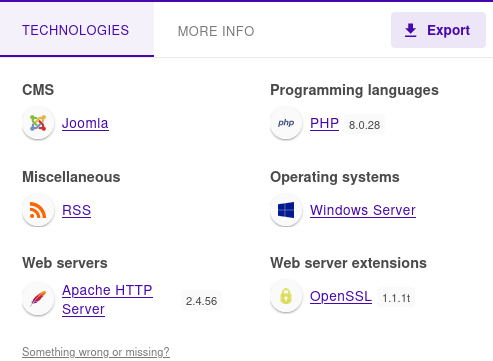 TECHNOLOGIES
MORE INFO
Export
CMS
Joomla
Programming languages
php
PHP
8.0.28
Miscellaneous
RSS
Operating systems
Windows Server
Web servers
Apache HTTP
Server
2.4.56
Web server extensions
OpenSSL
1.1.1t
Something wrong or missing?